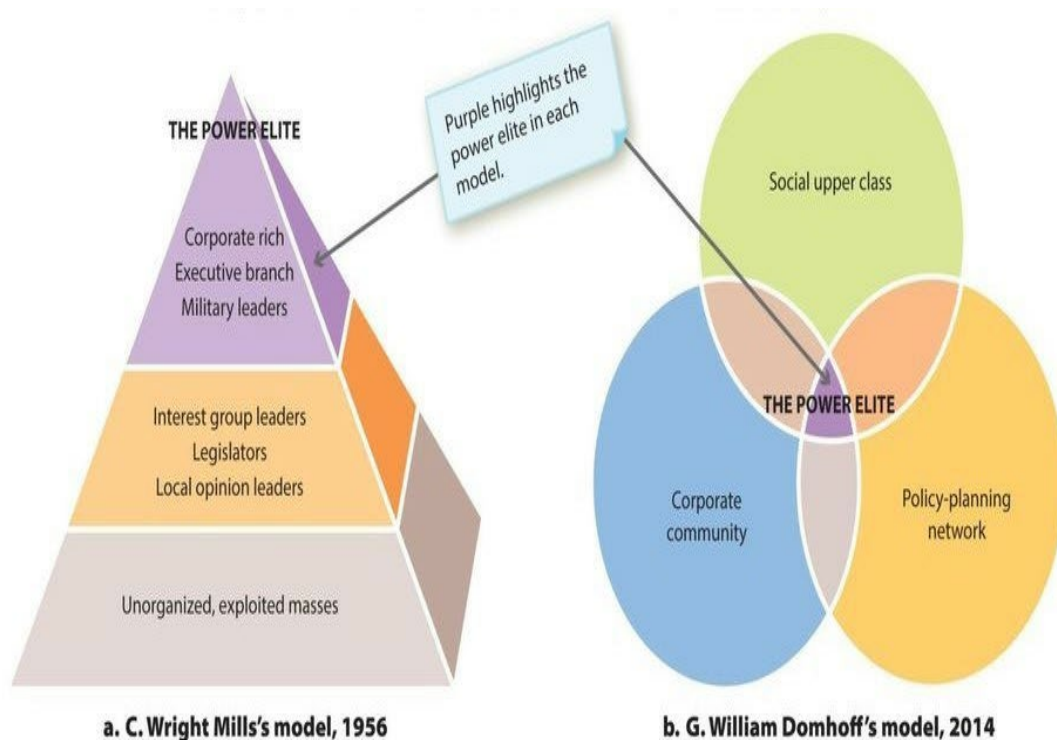 THE POWER ELITE
Corporate rich
Executive branch
Military leaders
Interest group leaders
Legislators
Local opinion leaders
Unorganized, exploited masses
a. C. Wright Mills's model, 1956
Purple highlights the
power elite in each
model.
Social upper class
THE POWER ELITE
Corporate
community
Policy-planning
network
b. G. William Domhoff's model, 2014